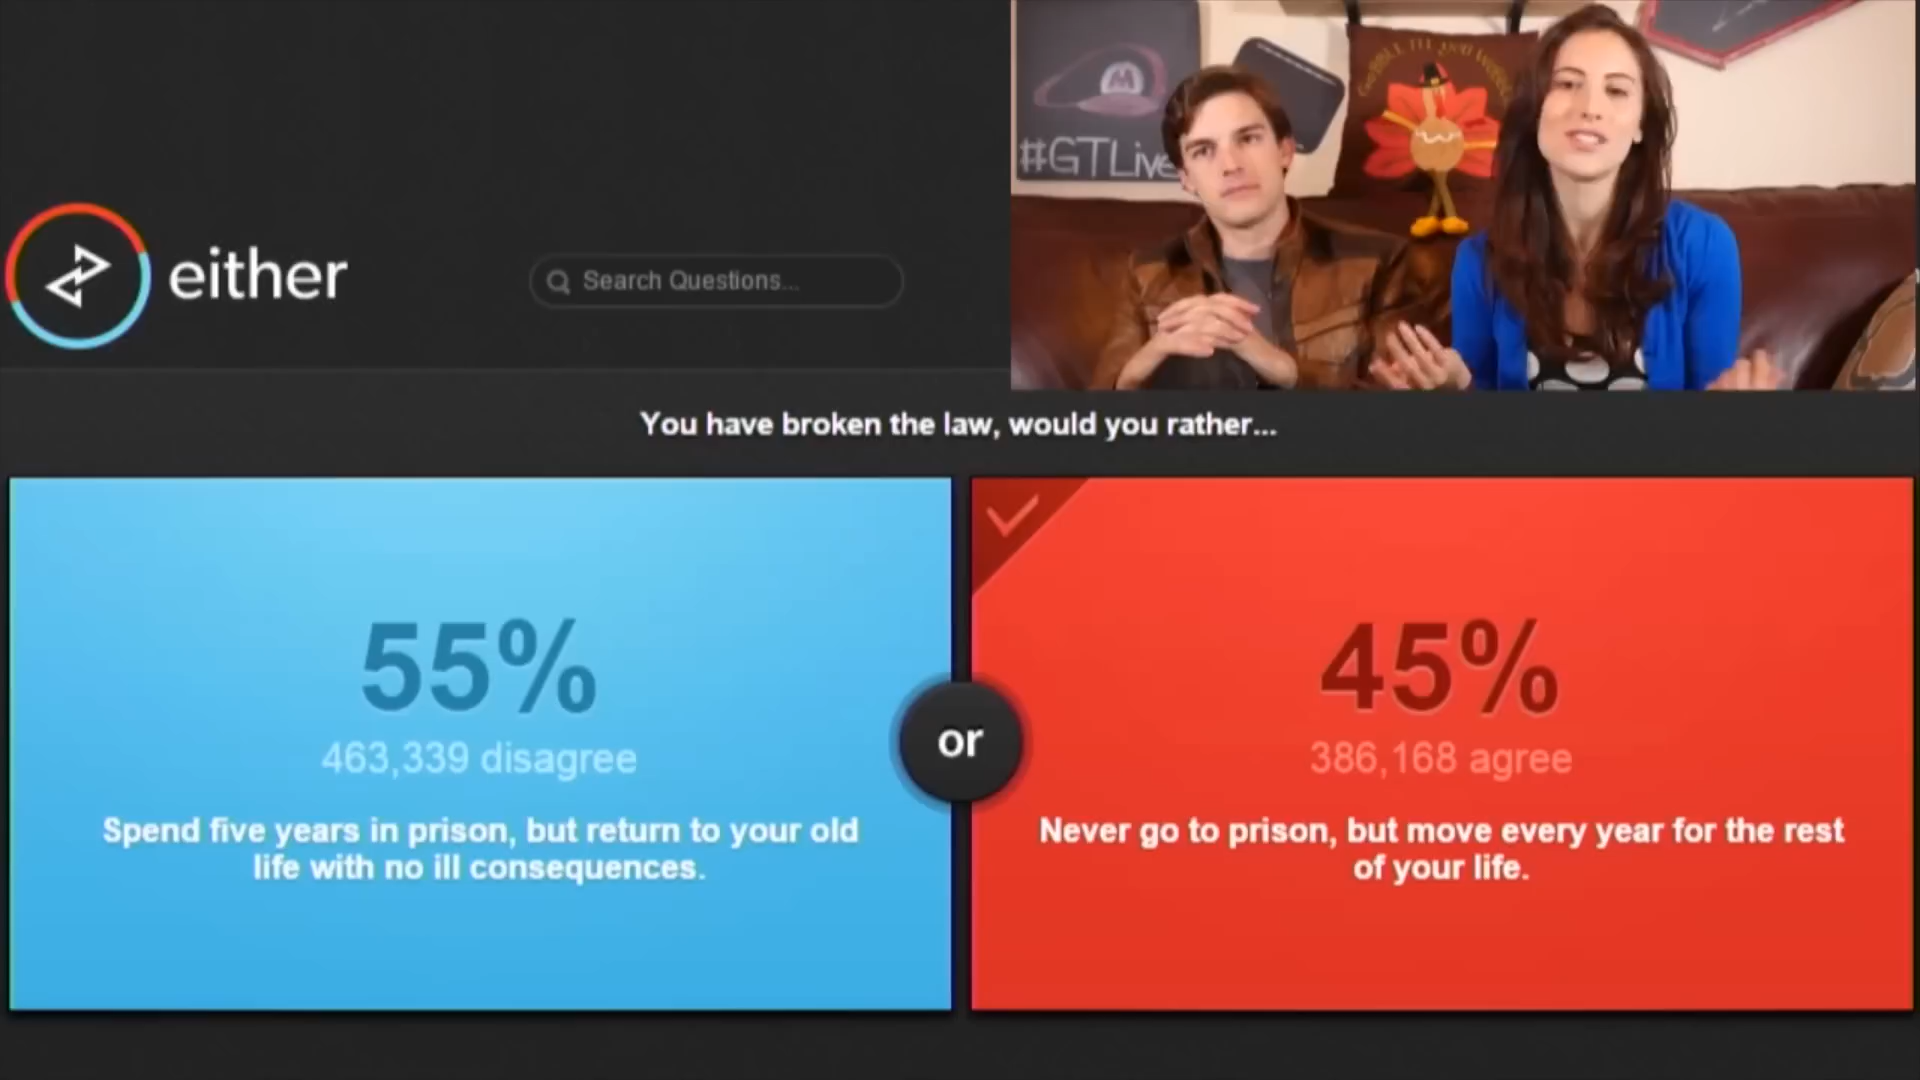 #GTLive
either
Search Questions...
You have broken the law, would you rather...
55%
463,339 disagree
Spend five years in prison, but return to your old
life with no ill consequences.
or
45%
386,168 agree
Never go to prison, but move every year for the rest
of your life.